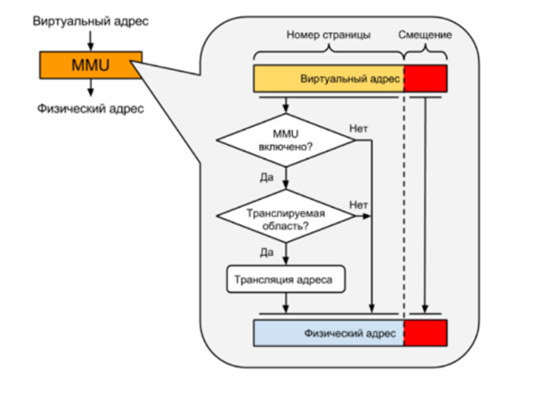 Виртуальный адрес
MMU
Физический адрес
Номер страницы
Смещение
Виртуальный адрес
MMU
включено?
Нет
Да
Транслируемая
область?
Нет
Да
Трансляция адреса
Физический адрес